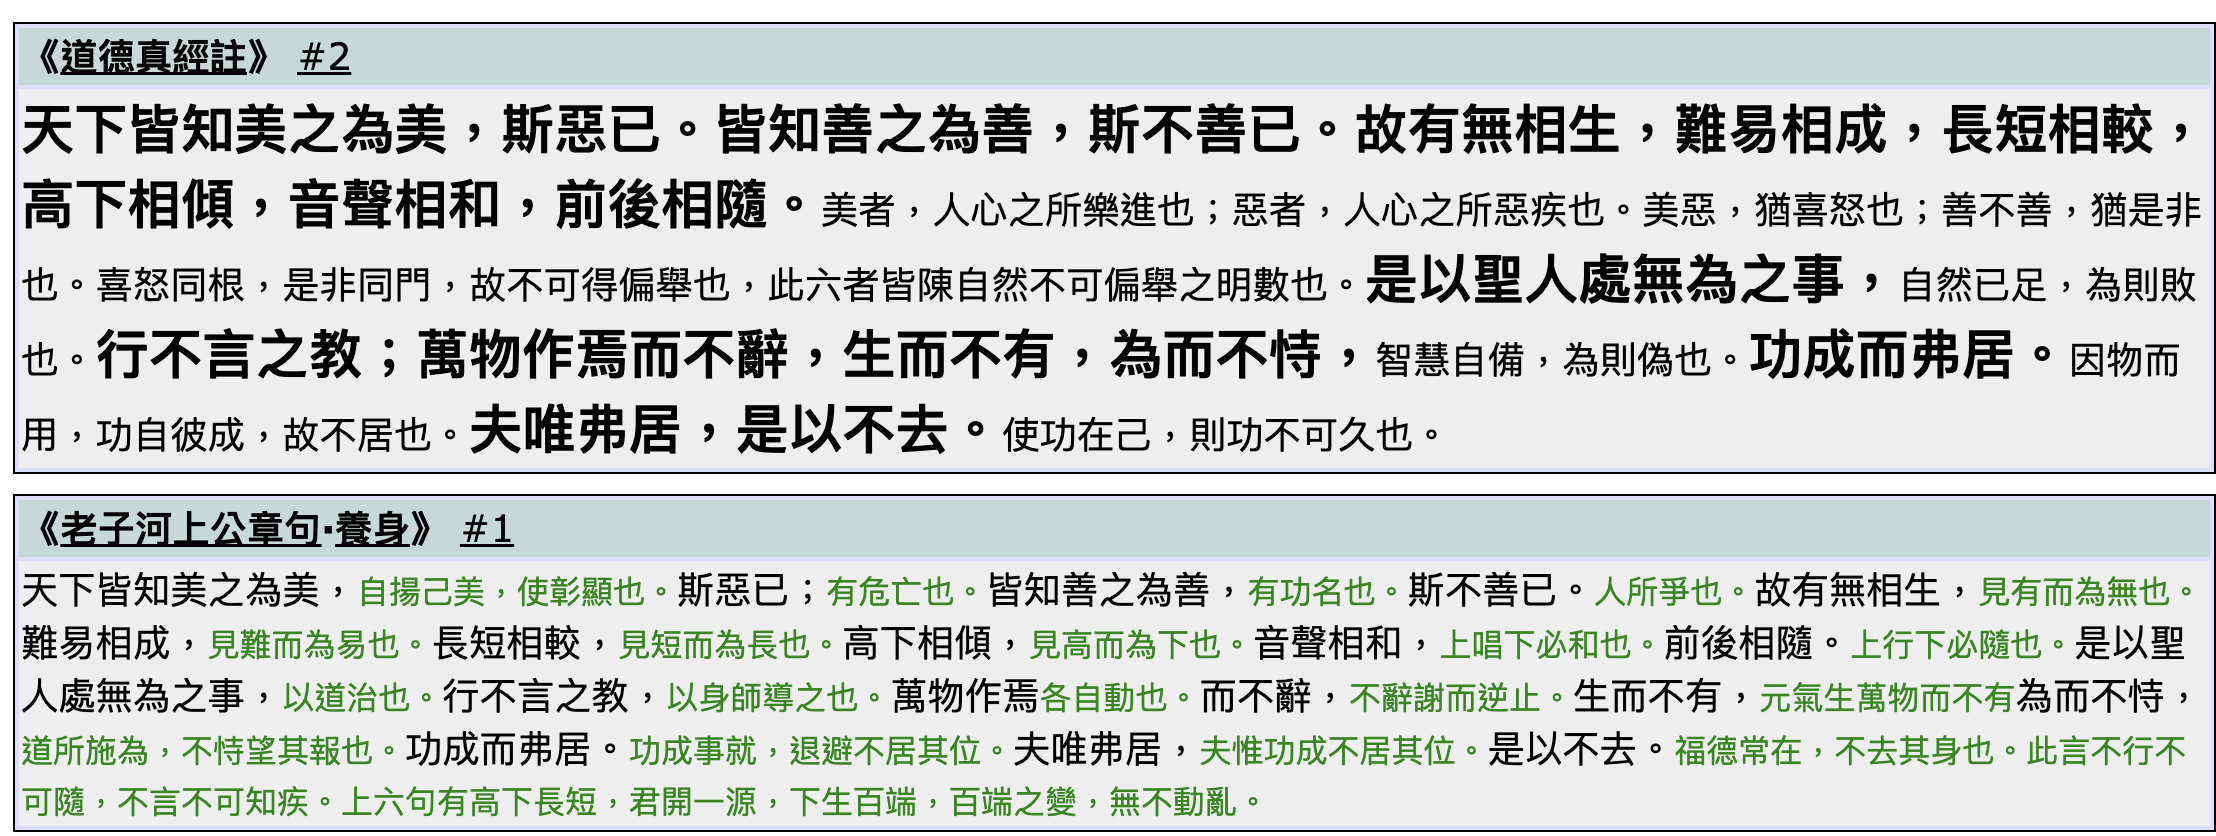 《道德真經註》 #2
天下皆知美之為美，斯惡已。皆知善之為善，斯不善已。故有無相生，難易相成，長短相較，
高下相傾，音聲相和，前後相隨。美者，人心之所樂進也；惡者，人心之所惡疾也。美惡，猶喜怒也；善不善，猶是非
也。喜怒同根，是非同門，故不可得偏舉也，此六者皆陳自然不可偏舉之明數也。是以聖人處無為之事，自然已足，為則敗
也。行不言之教；萬物作焉而不辭，生而不有，為而不恃，智慧自備，為則偽也。功成而弗居。因物而
用，功自彼成，故不居也。夫唯弗居，是以不去。使功在己，則功不可久也。
《老子河上公章句·養身》 #1
天下皆知美之為美，自揚己美，使彰顯也。斯惡已；有危亡也。皆知善之為善，有功名也。斯不善已。人所爭也。故有無相生，見有而為無也。
難易相成，見難而為易也。長短相較，見短而為長也。高下相傾，見高而為下也。音聲相和，上唱下必和也。前後相隨。上行下必隨也。是以聖
人處無為之事，以道治也。行不言之教，以身師導之也。萬物作焉各自動也。而不辭，不辭謝而逆止。生而不有，元氣生萬物而不有為而不恃，
道所施為，不恃望其報也。功成而弗居。功成事就，退避不居其位。夫唯弗居，夫惟功成不居其位。是以不去。福德常在，不去其身也。此言不行不
可隨，不言不可知疾。上六句有高下長短，君開一源，下生百端，百端之變，無不動亂。